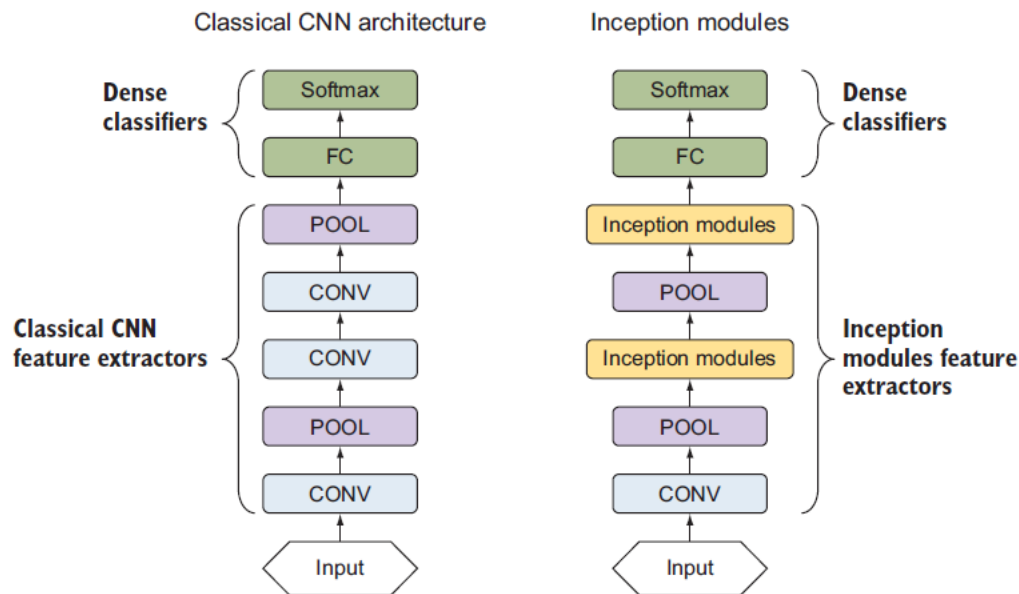 Classical CNN architecture
Dense
classifiers
Softmax
FC
POOL
CONV
CONV
POOL
CONV
Input
Classical CNN
feature extractors
Inception modules
Softmax
FC
Inception modules
POOL
Inception modules
POOL
CONV
Input
Dense
classifiers
Inception
modules feature
extractors